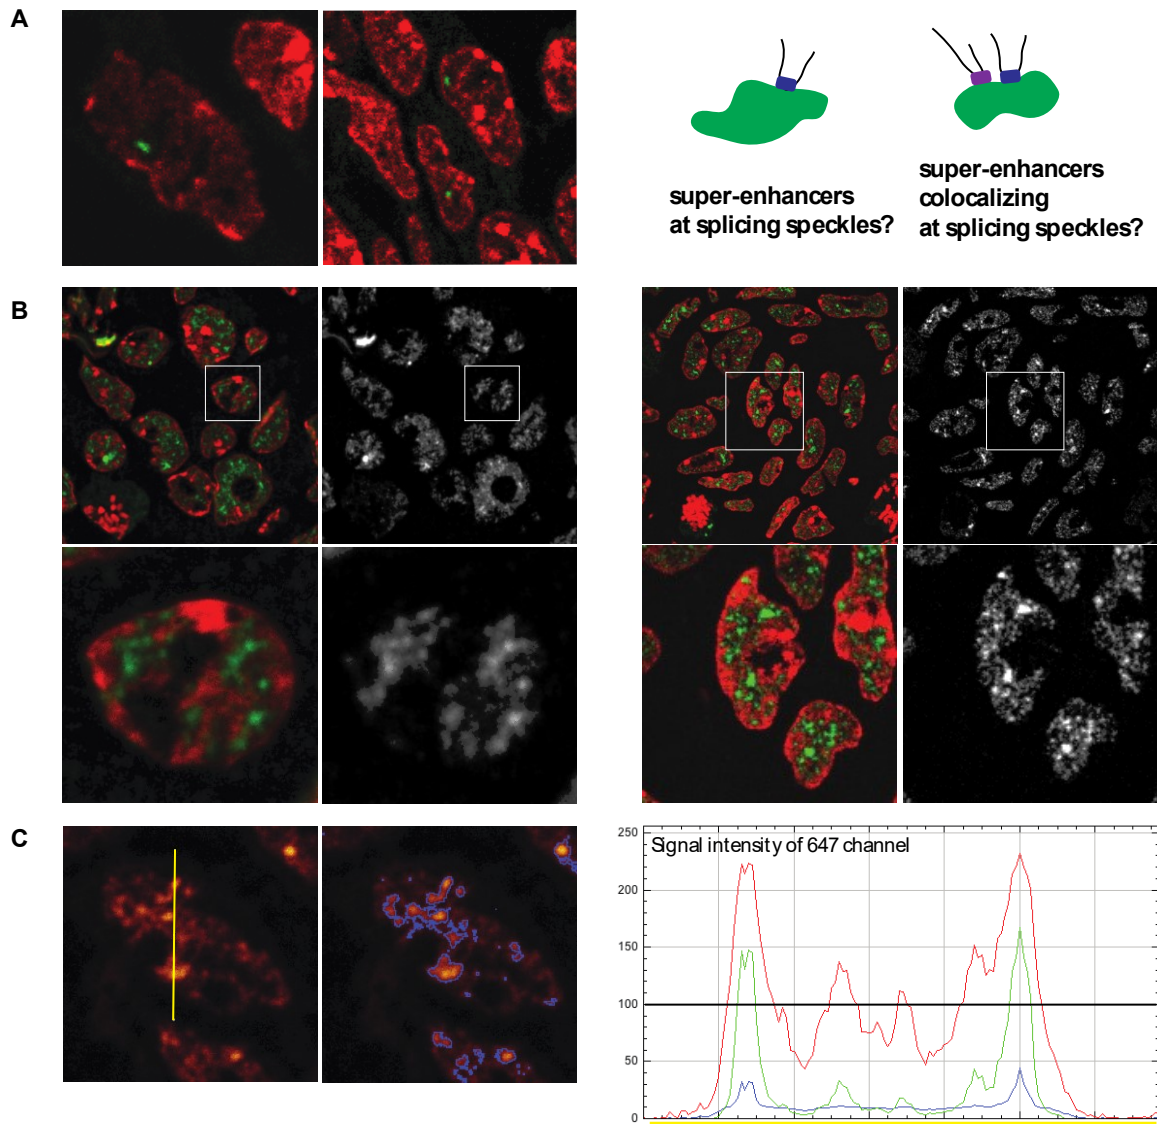 A
super-enhancers
at splicing speckles?
super-enhancers
colocalizing
at splicing speckles?
B
C
Signal intensity of 647 channel
250
200
150
100
50
0